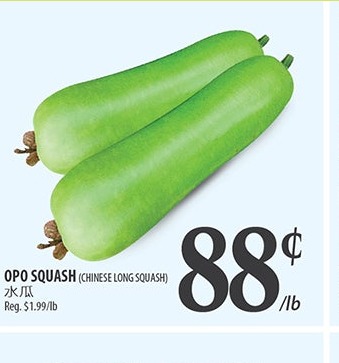 OPO SQUASH (CHINESE LONG SQUASH)
水瓜
Reg. $1.99/lb
88¢/lb